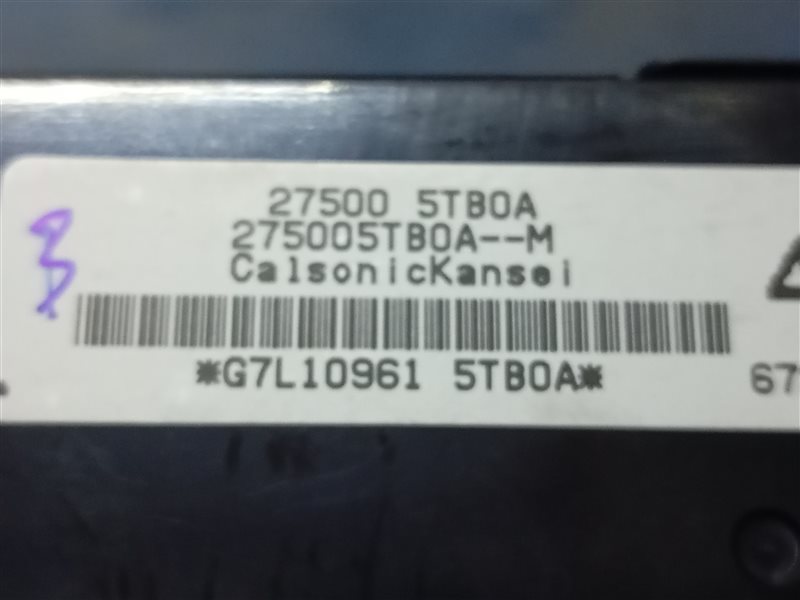 27500 5TB0A
275005TB0A--M
CalsonicKansei
*G7L10961 5TB0A*
67